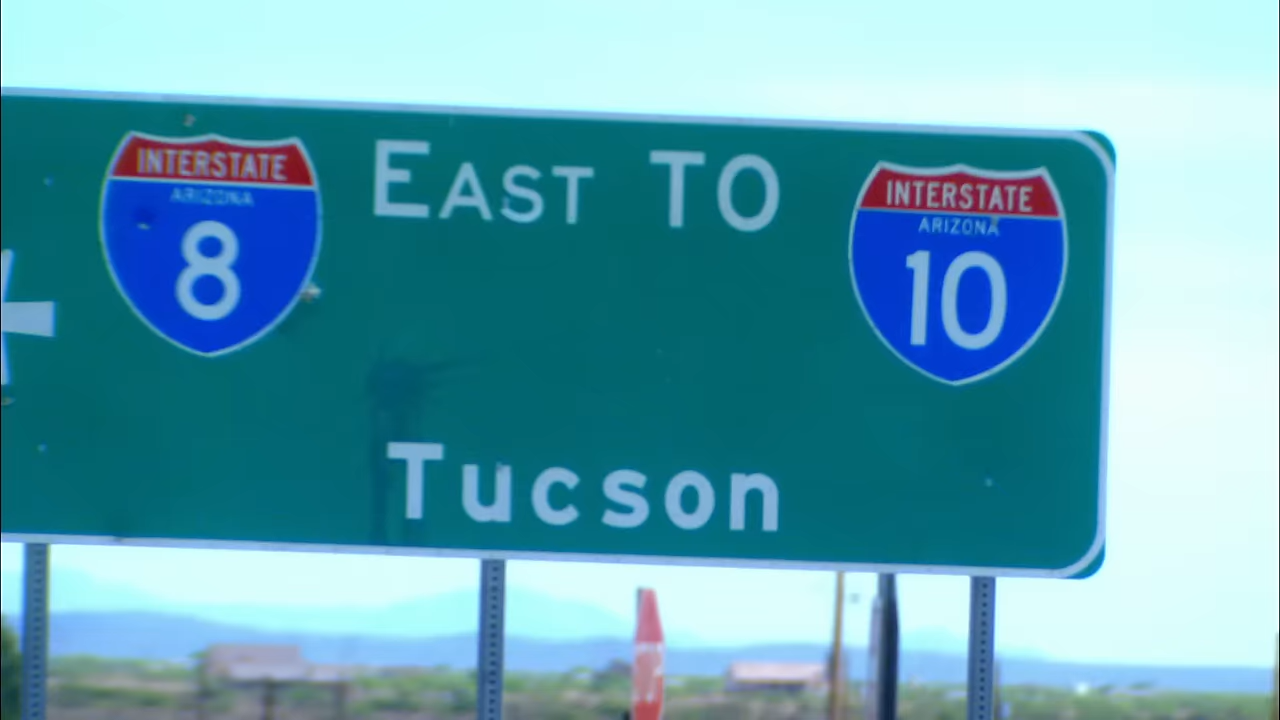 INTERSTATE
ARIZONA
8
EAST TO
INTERSTATE
ARIZONA
10
Tucson